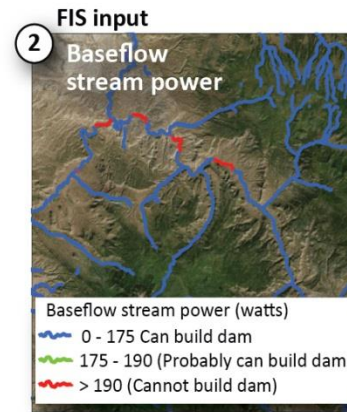 FIS input
2
Baseflow
stream power
Baseflow stream power (watts)
0 - 175 Can build dam
175 - 190 (Probably can build dam
> 190 (Cannot build dam)